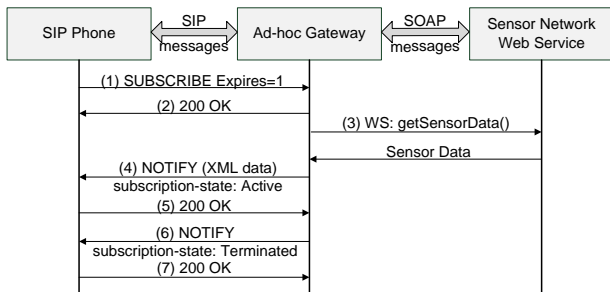 SIP Phone
SIP
messages
Ad-hoc Gateway
SOAP
messages
Sensor Network
Web Service
(1) SUBSCRIBE Expires=1
(2) 200 OK
(3) WS: getSensorData()
Sensor Data
(4) NOTIFY (XML data)
subscription-state: Active
(5) 200 OK
(6) NOTIFY
subscription-state: Terminated
(7) 200 OK